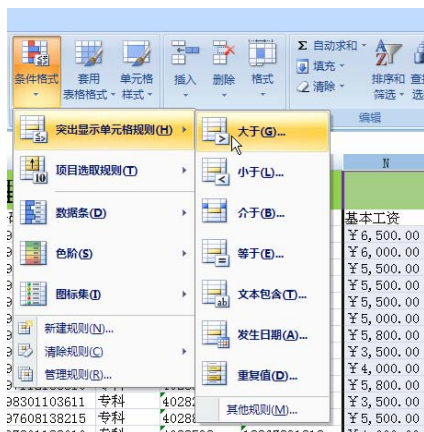 Σ 自动求和
填充
清除
条件格式
套用
表格格式
单元格
样式
插入
删除
格式
排序和
筛选
编辑
突出显示单元格规则(H)
项目选取规则(T)
数据条(D)
色阶(S)
图标集(I)
新建规则(N)...
清除规则(C)
管理规则(R)...
大于(G)...
小于(L)...
介于(B)...
等于(E)...
文本包含(T)...
发生日期(A)...
重复值(D)...
其他规则(M)...
N
基本工资
¥6,500.00
¥6,000.00
¥5,500.00
¥5,500.00
¥5,500.00
¥5,000.00
¥5,800.00
¥3,500.00
¥4,000.00
¥5,800.00
98301103611 专科 40282 ¥3,500.00
97608138215 专科 40288 ¥5,500.00